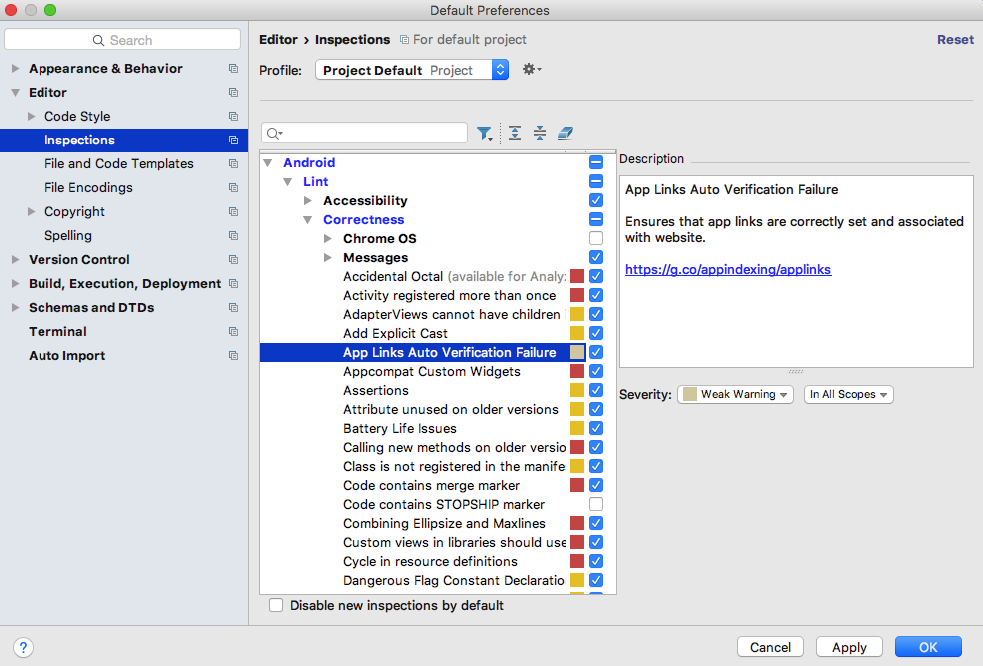 Default Preferences
Search
Appearance & Behavior
Editor
Code Style
Inspections
File and Code Templates
File Encodings
Copyright
Spelling
Version Control
Build, Execution, Deployment
Schemas and DTDs
Terminal
Auto Import
Editor › Inspections For default project
Reset
Profile: Project Default Project
Android
Lint
Accessibility
Correctness
Chrome OS
Messages
Accidental Octal (available for Analy
Activity registered more than once
AdapterViews cannot have children
Add Explicit Cast
App Links Auto Verification Failure
Appcompat Custom Widgets
Assertions
Attribute unused on older versions
Battery Life Issues
Calling new methods on older versio
Class is not registered in the manife
Code contains merge marker
Code contains STOPSHIP marker
Combining Ellipsize and Maxlines
Custom views in libraries should use
Cycle in resource definitions
Dangerous Flag Constant Declaratio
Disable new inspections by default
Description
App Links Auto Verification Failure
Ensures that app links are correctly set and associated
with website.
https://g.co/appindexing/applinks
Severity: Weak Warning In All Scopes
?
Cancel
Apply
OK